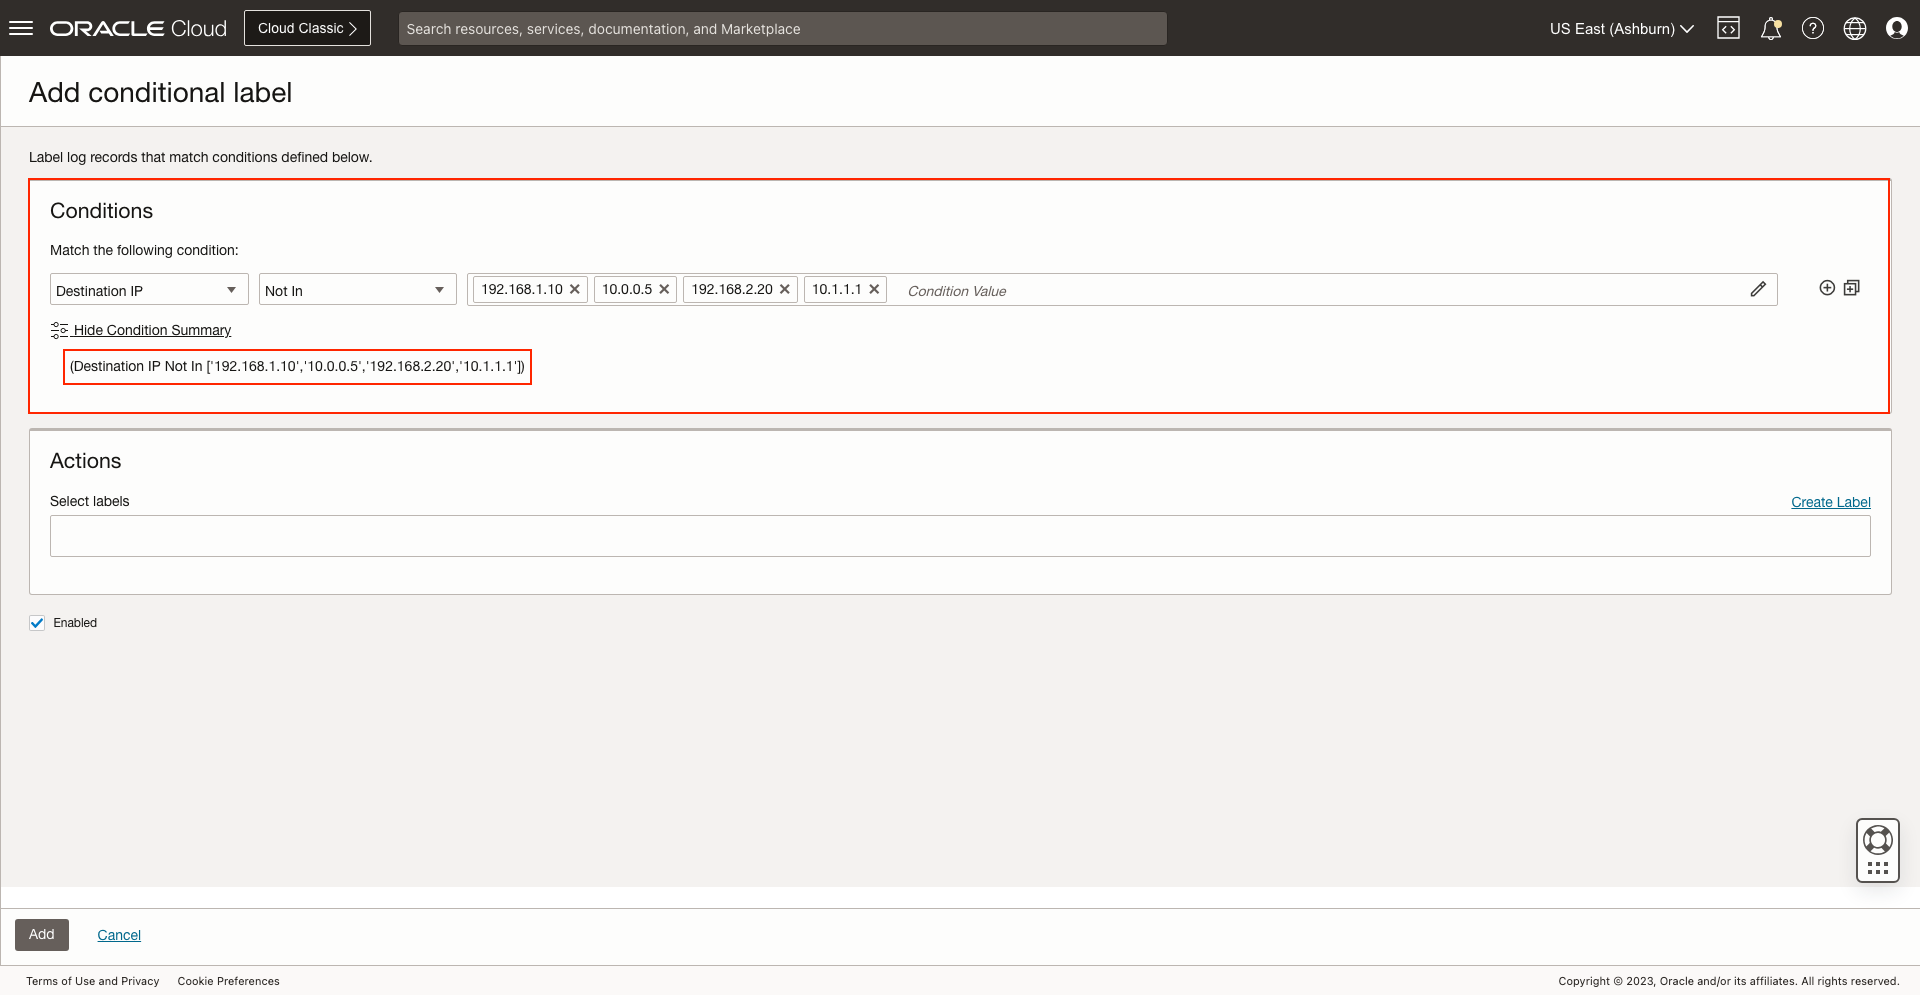 ORACLE Cloud Cloud Classic Search resources, services, documentation, and Marketplace US East (Ashburn)
Add conditional label
Label log records that match conditions defined below.
Conditions
Match the following condition:
Destination IP Not In 192.168.1.10 10.0.0.5 192.168.2.20 10.1.1.1 Condition Value
Hide Condition Summary
(Destination IP Not In ['192.168.1.10','10.0.0.5','192.168.2.20','10.1.1.1'])
Actions
Select labels Create Label
Enabled
Add Cancel
Terms of Use and Privacy Cookie Preferences Copyright © 2023, Oracle and/or its affiliates. All rights reserved.